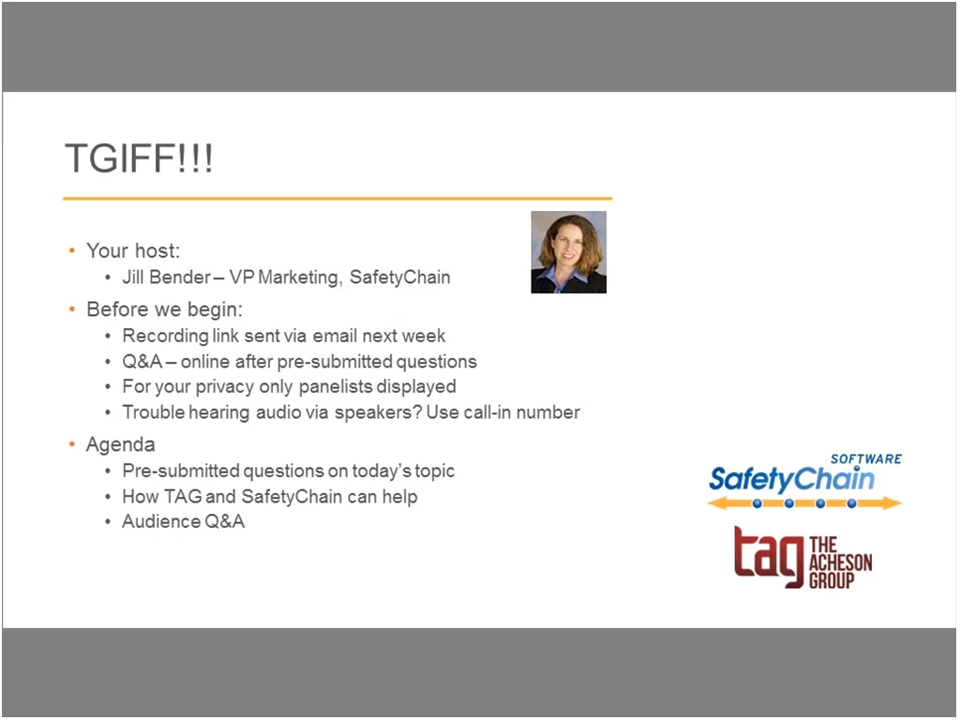 TGIFF!!!
• Your host:
• Jill Bender – VP Marketing, SafetyChain
• Before we begin:
• Recording link sent via email next week
• Q&A – online after pre-submitted questions
• For your privacy only panelists displayed
• Trouble hearing audio via speakers? Use call-in number
• Agenda
• Pre-submitted questions on today's topic
• How TAG and SafetyChain can help
• Audience Q&A
SOFTWARE
SafetyChain
tag THE
ACHESON
GROUP